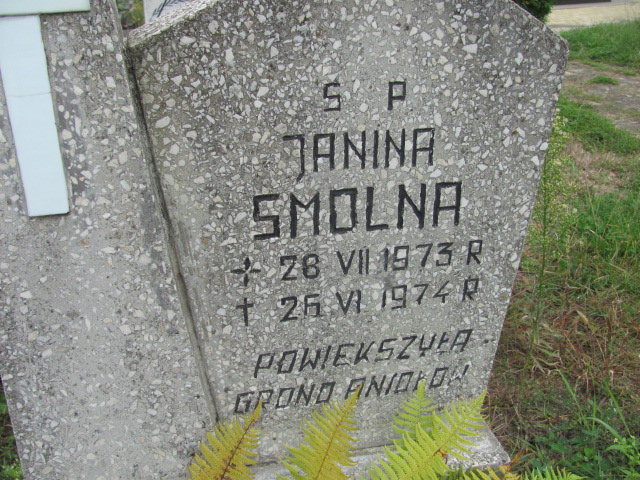 S P
JANINA
SMOLNA
28 VII 1973 R
26 VI 1974 R
POWIEKSZYŁA
GRONO ANIOŁÓW